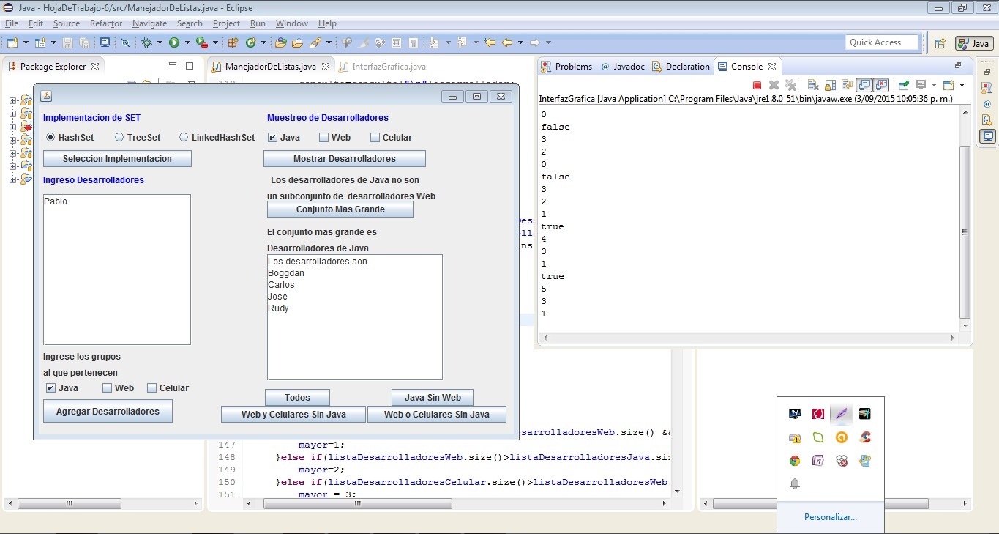 Java - HojaDeTrabajo-6/src/ManejadorDeListas.java - Eclipse
File Edit Source Refactor Navigate Search Project Run Window Help
Quick Access
Java
Package Explorer
ManejadorDeListas.java
InterfazGrafica.java
Implementacion de SET
HashSet TreeSet LinkedHashSet
Seleccion Implementacion
Ingreso Desarrolladores
Pablo
Ingrese los grupos
al que pertenecen
Java Web Celular
Agregar Desarrolladores
Muestreo de Desarrolladores
Java Web Celular
Mostrar Desarrolladores
Los desarrolladores de Java no son
un subconjunto de desarrolladores Web
Conjunto Mas Grande
El conjunto mas grande es
Desarrolladores de Java
Los desarrolladores son
Boggdan
Carlos
Jose
Rudy
Todos
Java Sin Web
Web y Celulares Sin Java
Web o Celulares Sin Java
esarrolladoresWeb.size() &&
147 mayor=1;
148 }else if(listaDesarrolladoresWeb.size()>listaDesarrolladoresJava.siz
149 mayor=2;
150 }else if(listaDesarrolladoresCelular.size()>listaDesarrolladoresWeb.
151 mayor = 3;
Problems Javadoc Declaration Console
InterfazGrafica [Java Application] C:\Program Files\Java\jre1.8.0_51\bin\javaw.exe (3/09/2015 10:05:36 p. m.)
0
false
3
2
0
false
3
2
1
true
4
3
1
true
5
3
1
Personalizar...